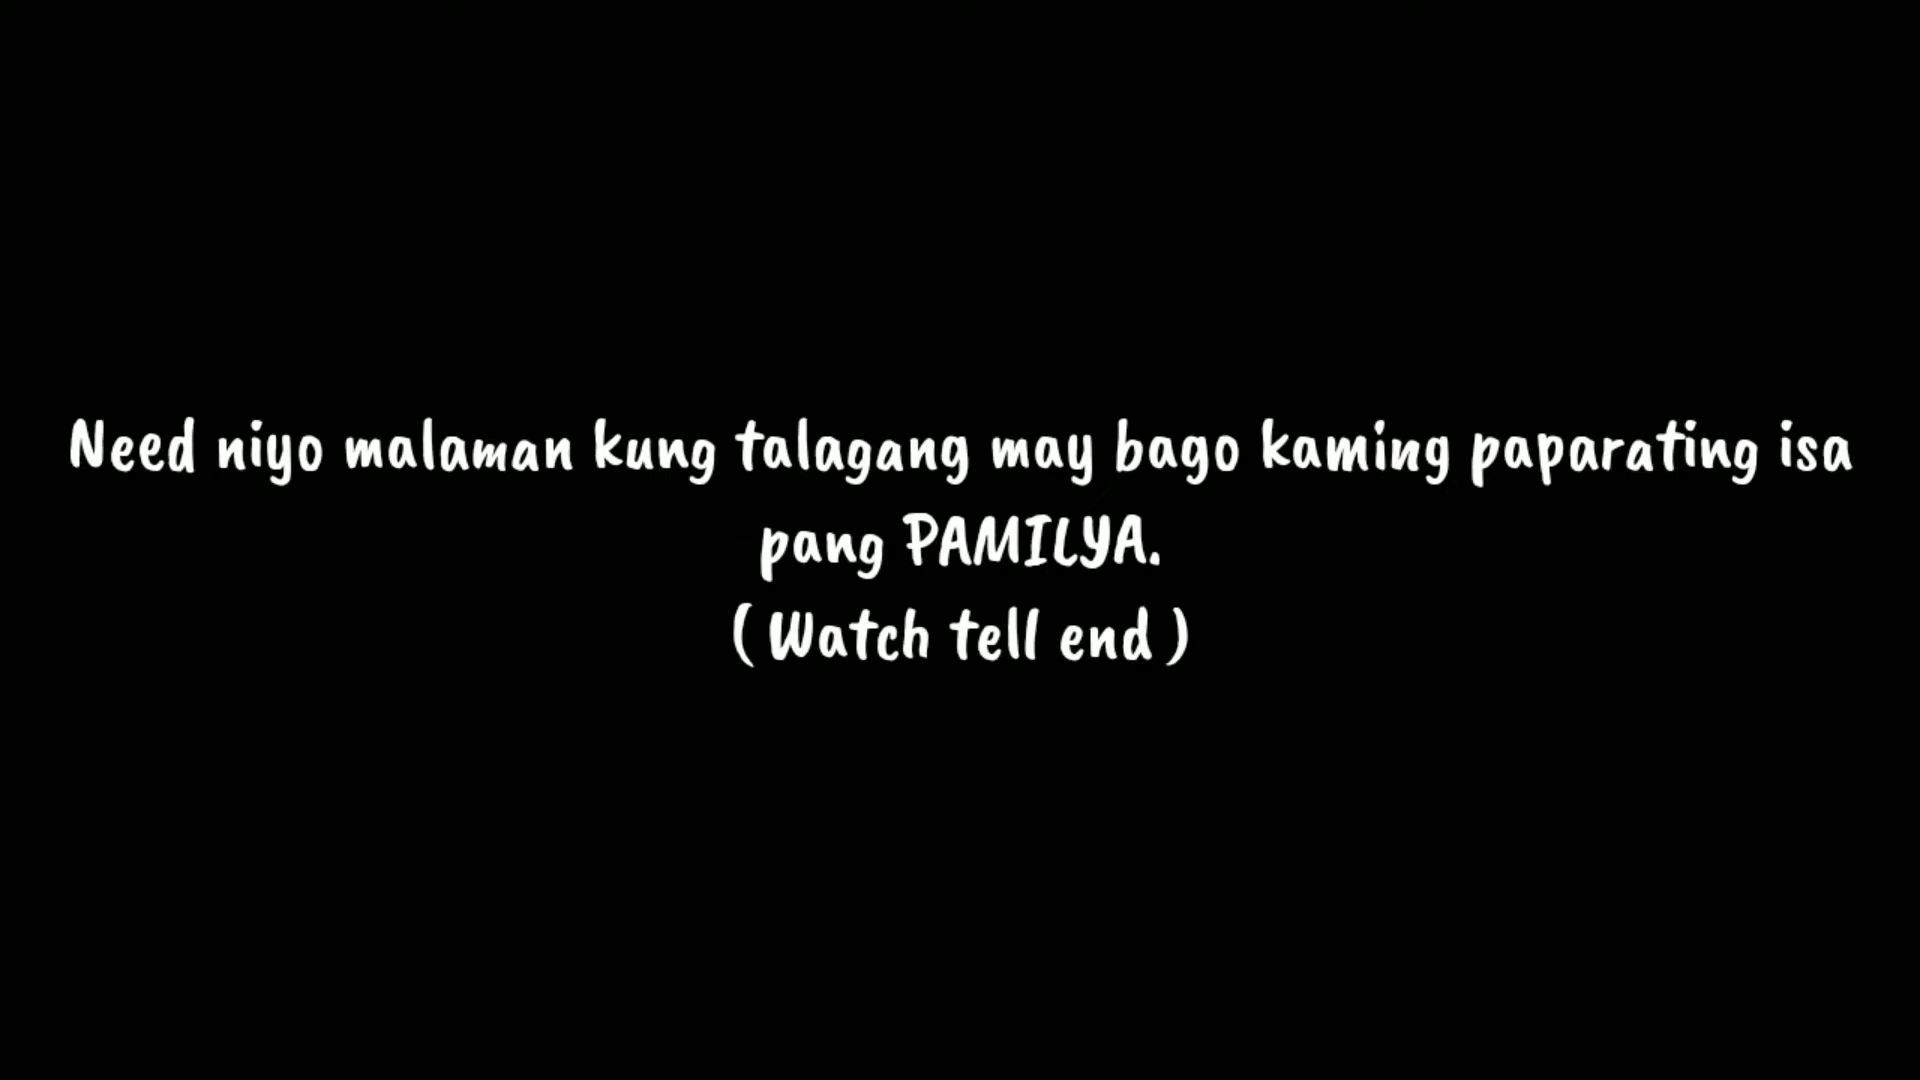 Need niyo malaman kung talagang may bago kaming paparating isa
pang PAMILYA.
( Watch tell end )